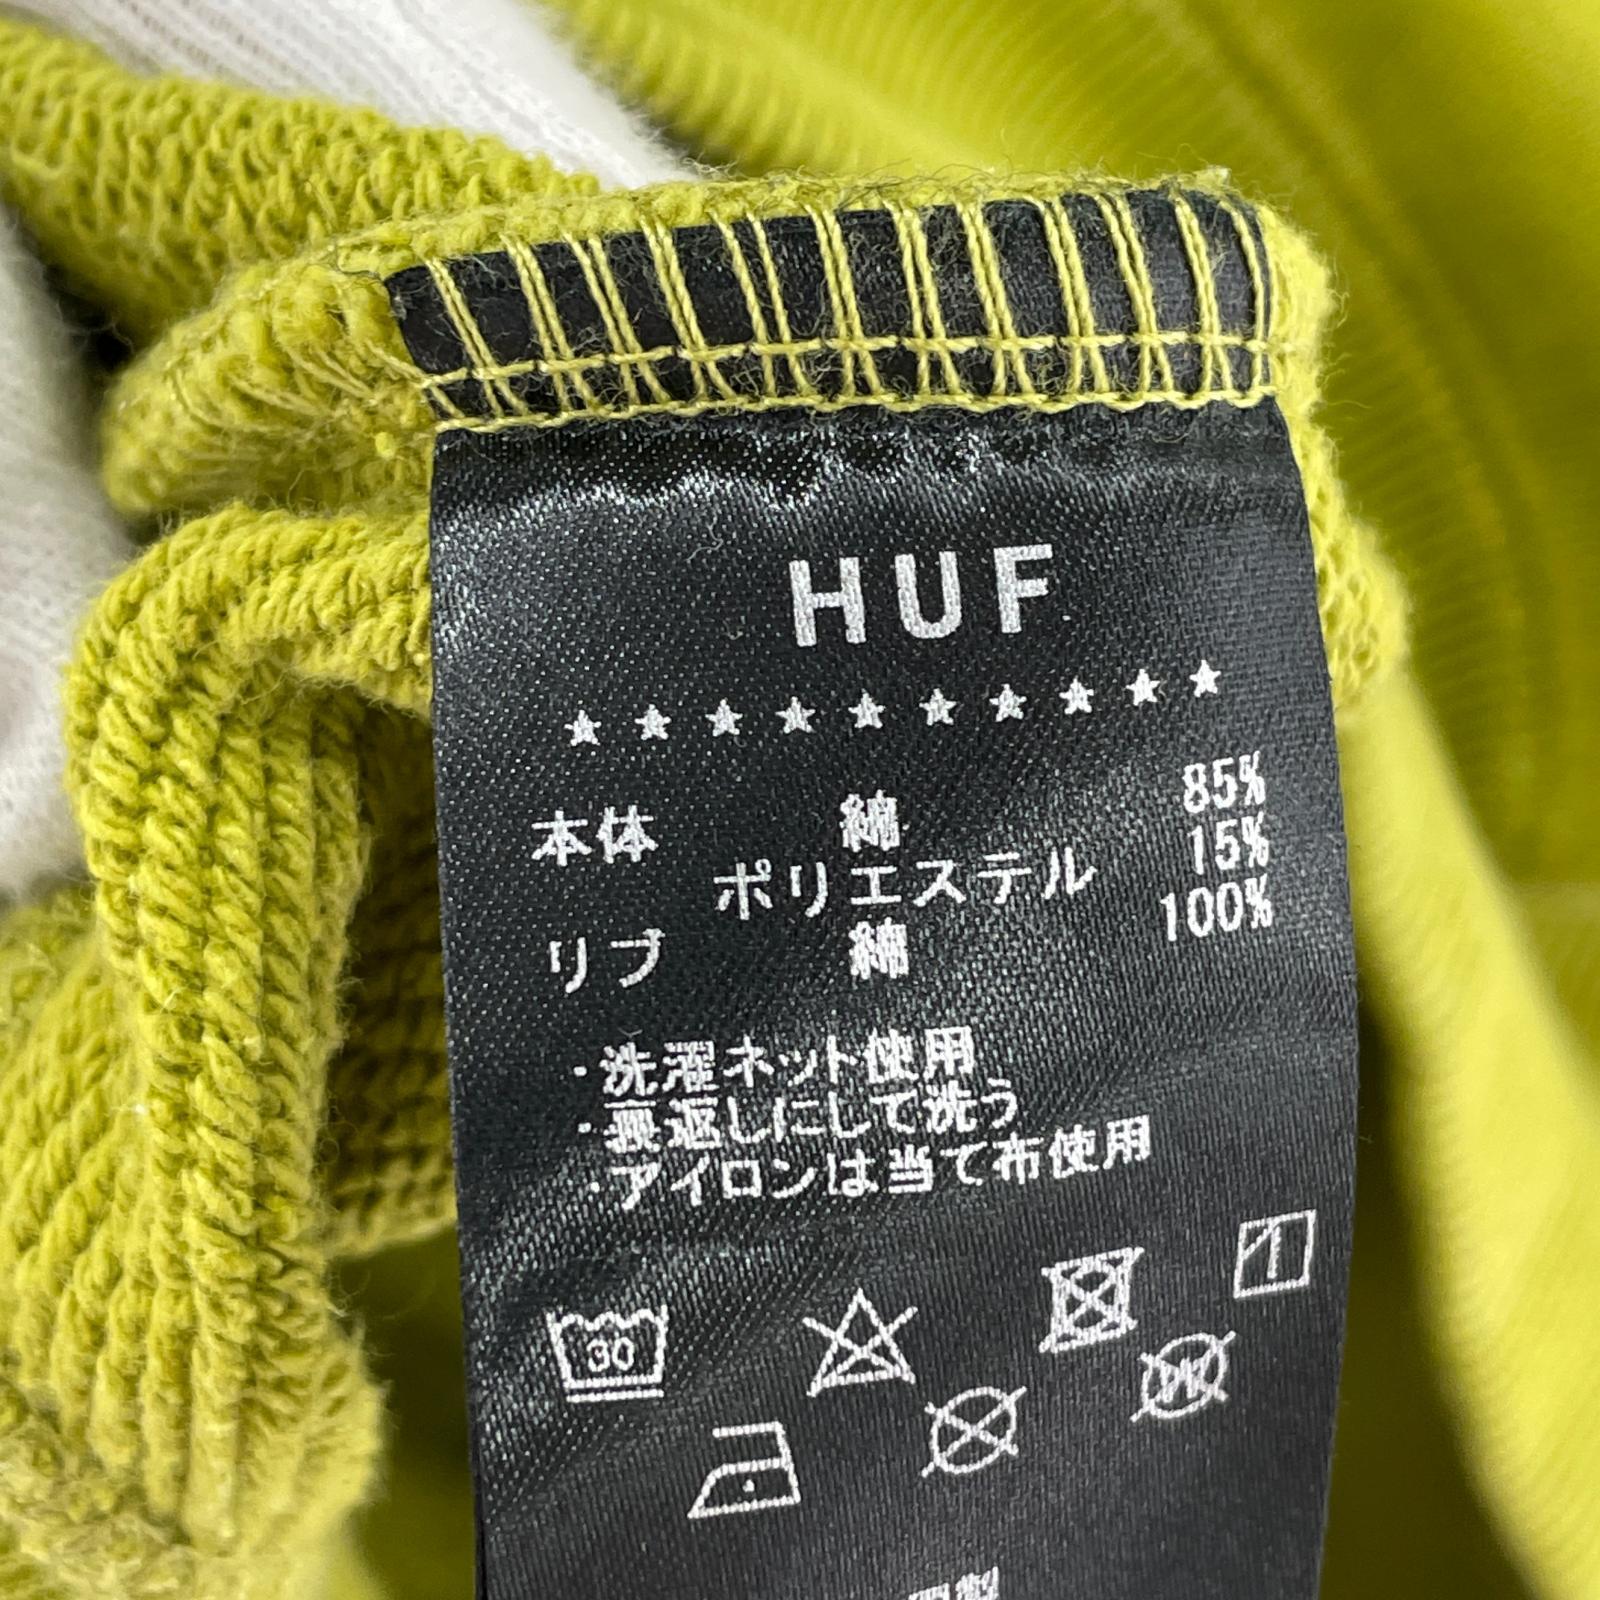 HUF
★★★★★★★★★★
本体 綿 85%
ポリエステル 15%
リブ 綿 100%
・洗濯ネット使用
・裏返しにして洗う
・アイロンは当て布使用
30
W